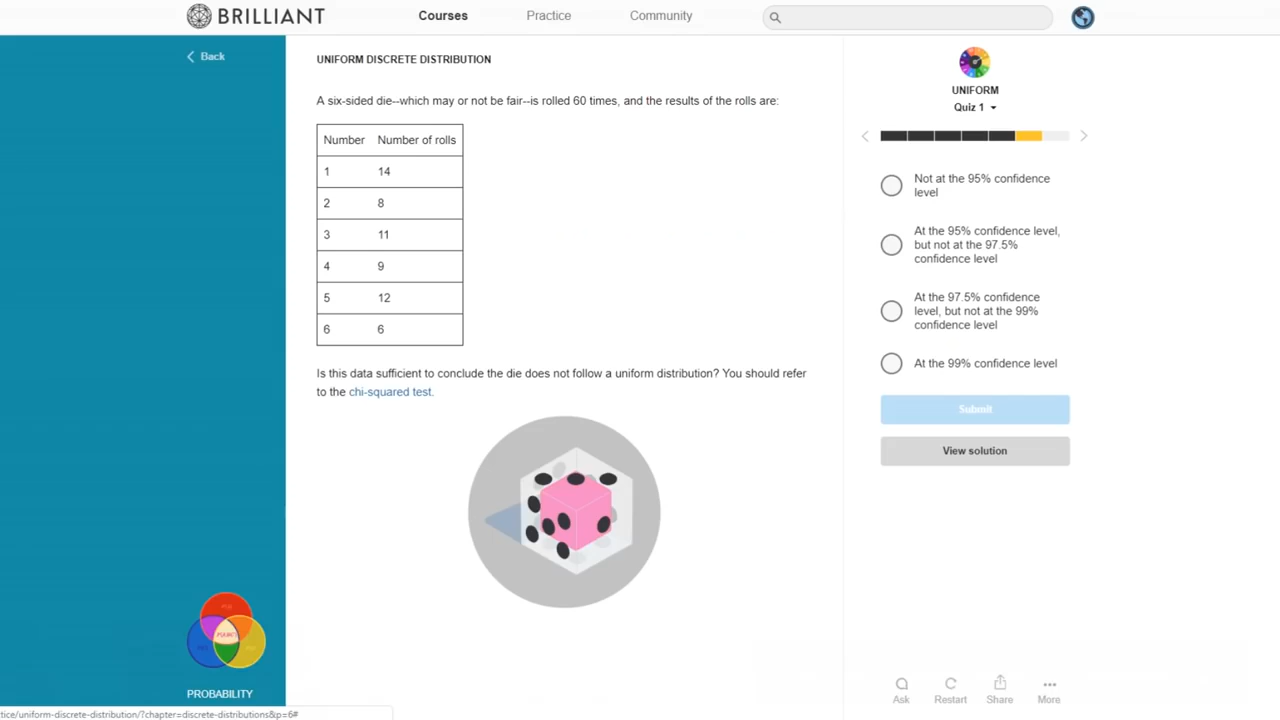 BRILLIANT
Courses
Practice
Community
Back
UNIFORM DISCRETE DISTRIBUTION
A six-sided die--which may or not be fair--is rolled 60 times, and the results of the rolls are:
Number Number of rolls
1 14
2 8
3 11
4 9
5 12
6 6
Is this data sufficient to conclude the die does not follow a uniform distribution? You should refer
to the chi-squared test.
UNIFORM
Quiz 1
Not at the 95% confidence
level
At the 95% confidence level,
but not at the 97.5%
confidence level
At the 97.5% confidence
level, but not at the 99%
confidence level
At the 99% confidence level
Submit
View solution
Ask
Restart
Share
More
PROBABILITY
tice/uniform-discrete-distribution/?chapter=discrete-distributions&p=6#